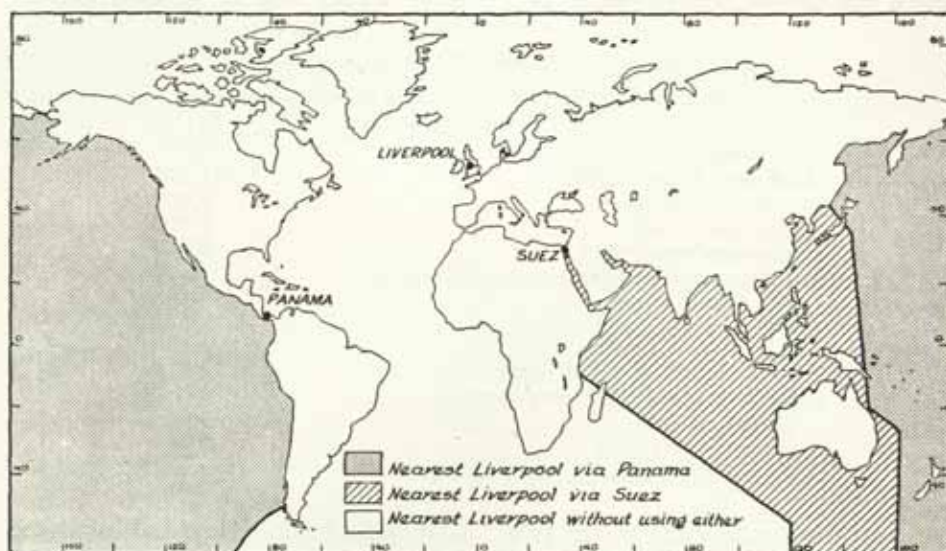 LIVERPOOL
SUEZ
PANAMA
Nearest Liverpool via Panama
Nearest Liverpool via Suez
Nearest Liverpool without using either